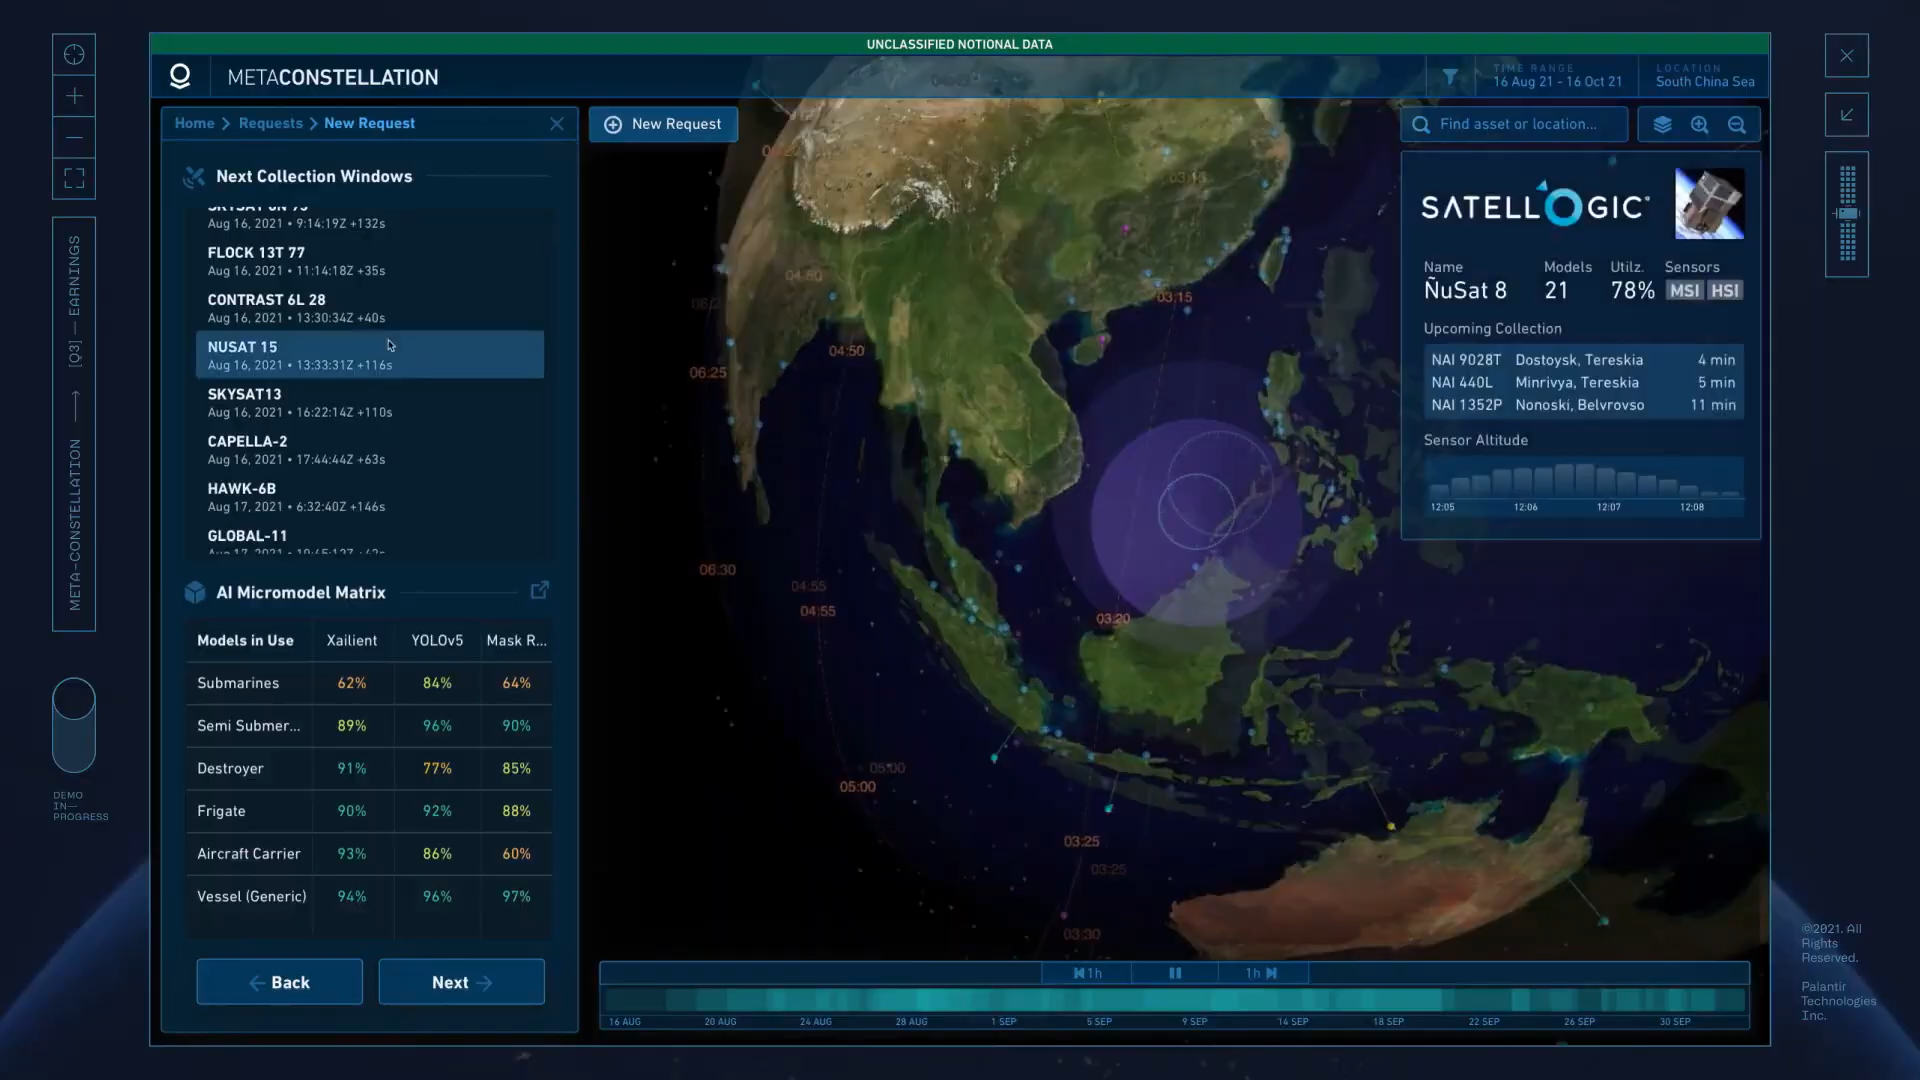 UNCLASSIFIED NOTIONAL DATA
METACONSTELLATION
TIME RANGE
16 Aug 21 - 16 Oct 21
LOCATION
South China Sea
Home > Requests > New Request
New Request
Find asset or location...
Next Collection Windows
Aug 16, 2021 • 9:14:19Z +132s
FLOCK 13T 77
Aug 16, 2021 • 11:14:18Z +35s
CONTRAST 6L 28
Aug 16, 2021 • 13:30:34Z +40s
NUSAT 15
Aug 16, 2021 • 13:33:31Z +116s
SKYSAT13
Aug 16, 2021 • 16:22:14Z +110s
CAPELLA-2
Aug 16, 2021 • 17:44:44Z +63s
HAWK-6B
Aug 17, 2021 • 6:32:40Z +146s
GLOBAL-11
AI Micromodel Matrix
Models in Use Xailient YOLOv5 Mask R...
Submarines 62% 84% 64%
Semi Submer... 89% 96% 90%
Destroyer 91% 77% 85%
Frigate 90% 92% 88%
Aircraft Carrier 93% 86% 60%
Vessel (Generic) 94% 96% 97%
← Back
Next →
SATELLOGIC
Name Models Utilz. Sensors
ÑuSat 8 21 78% MSI HSI
Upcoming Collection
NAI 9028T Dostoysk, Tereskia 4 min
NAI 440L Minrivya, Tereskia 5 min
NAI 1352P Nonoski, Belvrovso 11 min
Sensor Altitude
12:05 12:06 12:07 12:08
03:15
03:15
04:50
04:50
06:25
06:30
04:55
04:55
03:20
05:00
05:00
03:25
03:25
03:30
1h
1h
16 AUG 20 AUG 24 AUG 28 AUG 1 SEP 5 SEP 9 SEP 14 SEP 18 SEP 22 SEP 26 SEP 30 SEP
META-CONSTELLATION → [Q3] — EARNINGS
DEMO
IN—
PROGRESS
©2021. All
Rights
Reserved.
Palantir
Technologies
Inc.